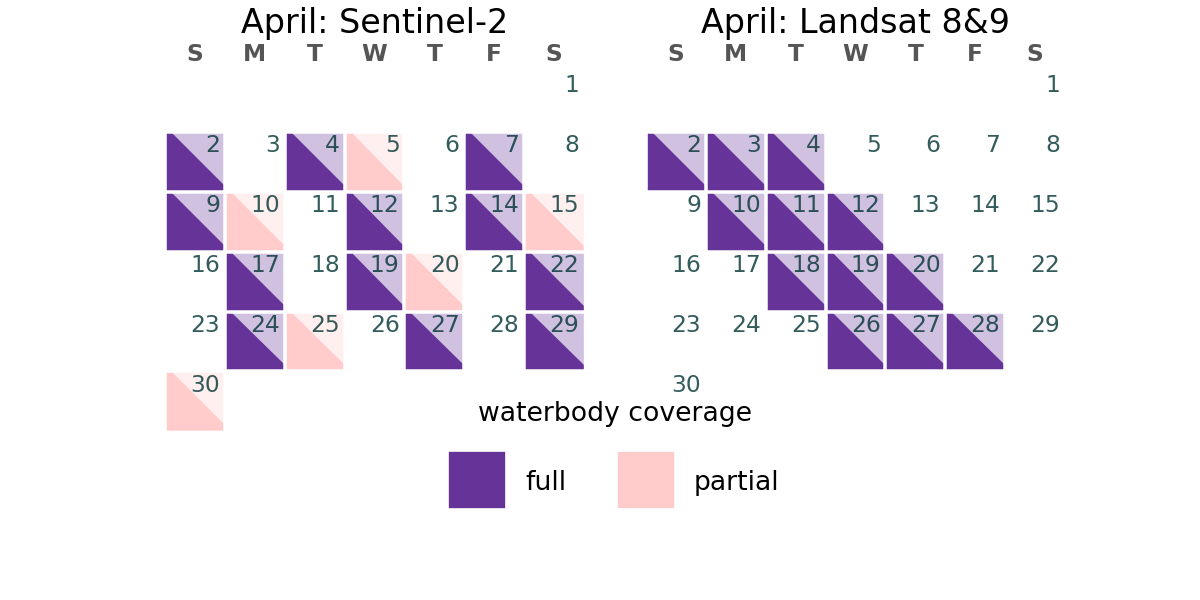 April: Sentinel-2
S M T W T F S
1
2 3 4 5 6 7 8
9 10 11 12 13 14 15
16 17 18 19 20 21 22
23 24 25 26 27 28 29
30
April: Landsat 8&9
S M T W T F S
1
2 3 4 5 6 7 8
9 10 11 12 13 14 15
16 17 18 19 20 21 22
23 24 25 26 27 28 29
30
waterbody coverage
full partial